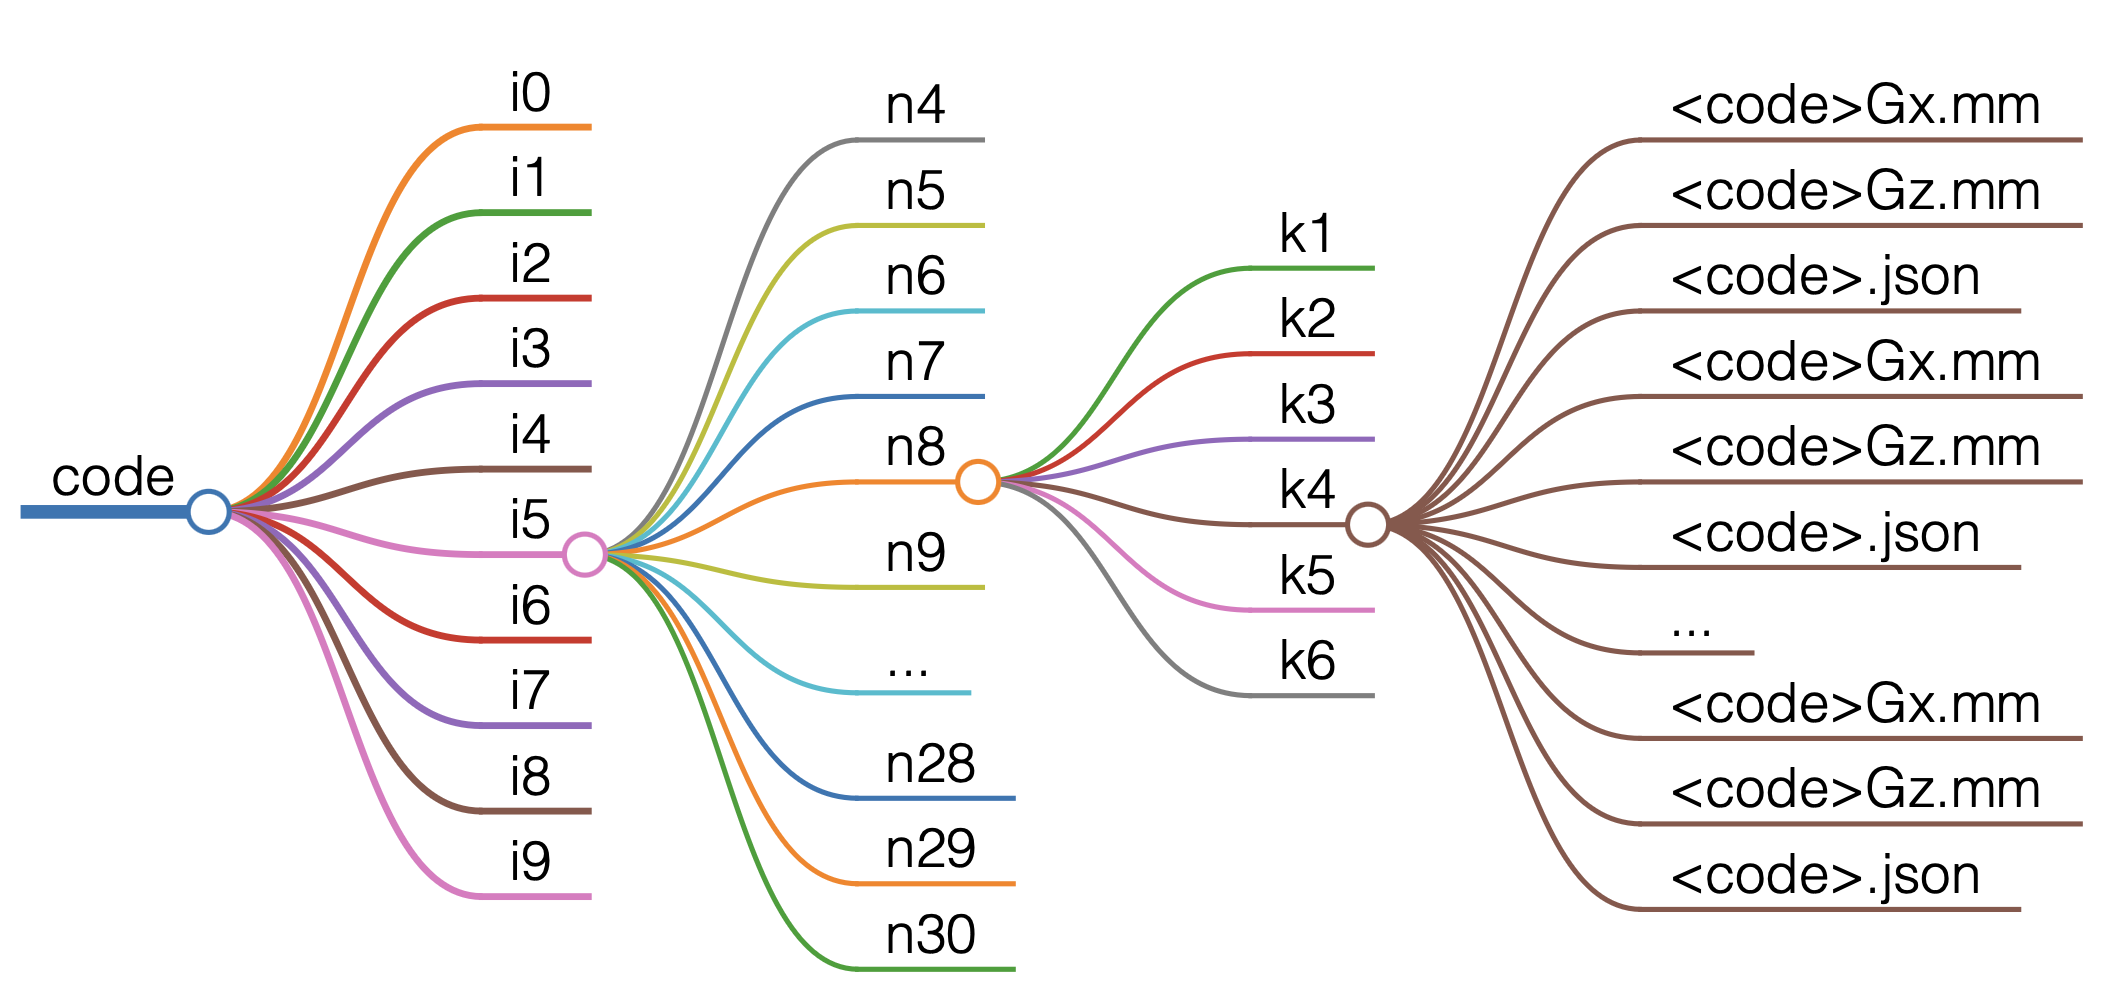 code
i0
i1
i2
i3
i4
i5
i6
i7
i8
i9
n4
n5
n6
n7
n8
n9
...
n28
n29
n30
k1
k2
k3
k4
k5
k6
<code>Gx.mm
<code>Gz.mm
<code>.json
<code>Gx.mm
<code>Gz.mm
<code>.json
...
<code>Gx.mm
<code>Gz.mm
<code>.json